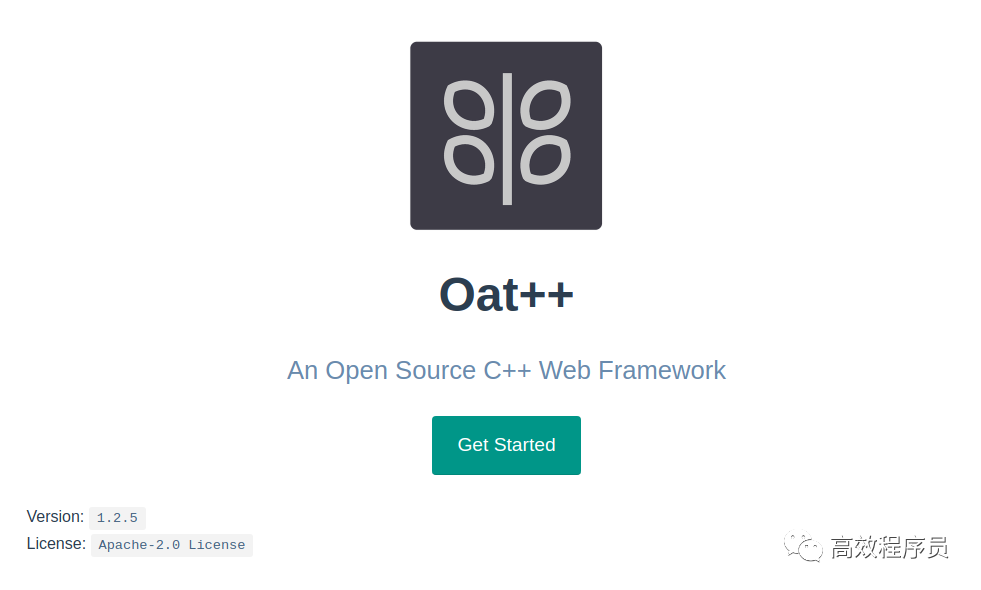 Oat++
An Open Source C++ Web Framework
Get Started
Version: 1.2.5
License: Apache-2.0 License
高效程序员